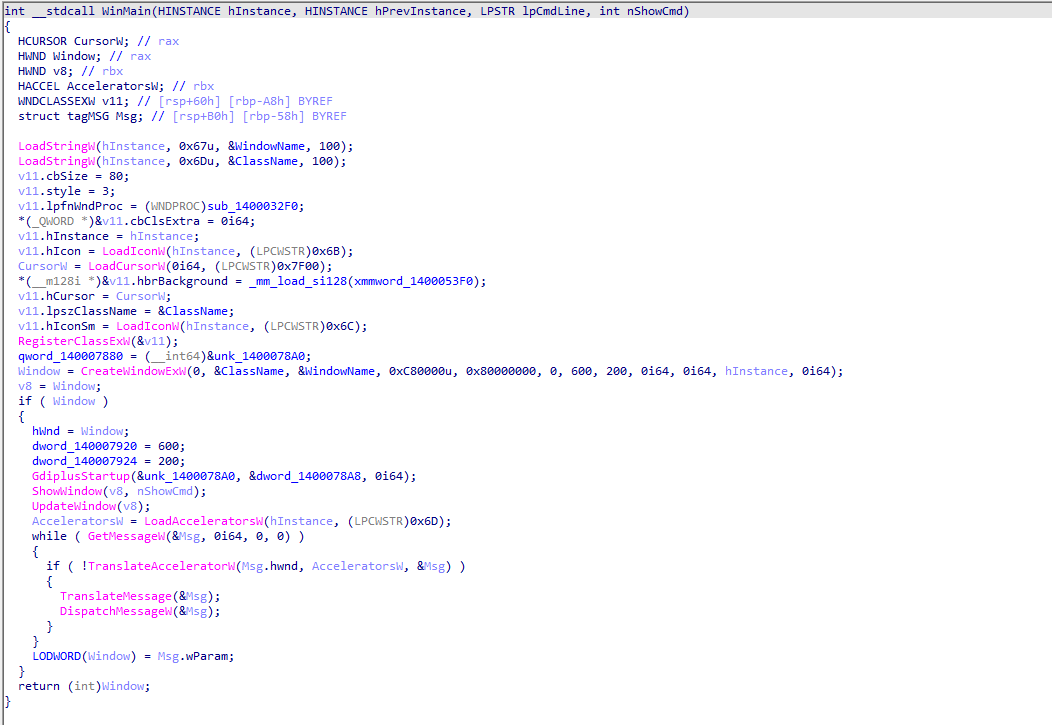 int __stdcall WinMain(HINSTANCE hInstance, HINSTANCE hPrevInstance, LPSTR lpCmdLine, int nShowCmd)
{
  HCURSOR CursorW; // rax
  HWND Window; // rax
  HWND v8; // rbx
  HACCEL AcceleratorsW; // rbx
  WNDCLASSEXW v11; // [rsp+60h] [rbp-A8h] BYREF
  struct tagMSG Msg; // [rsp+B0h] [rbp-58h] BYREF

  LoadStringW(hInstance, 0x67u, &WindowName, 100);
  LoadStringW(hInstance, 0x6Du, &ClassName, 100);
  v11.cbSize = 80;
  v11.style = 3;
  v11.lpfnWndProc = (WNDPROC)sub_1400032F0;
  *(_QWORD *)&v11.cbClsExtra = 0i64;
  v11.hInstance = hInstance;
  v11.hIcon = LoadIconW(hInstance, (LPCWSTR)0x6B);
  CursorW = LoadCursorW(0i64, (LPCWSTR)0x7F00);
  *(__m128i *)&v11.hbrBackground = _mm_load_si128(xmmword_1400053F0);
  v11.hCursor = CursorW;
  v11.lpszClassName = &ClassName;
  v11.hIconSm = LoadIconW(hInstance, (LPCWSTR)0x6C);
  RegisterClassExW(&v11);
  qword_140007880 = (__int64)&unk_1400078A0;
  Window = CreateWindowExW(0, &ClassName, &WindowName, 0xC80000u, 0x80000000, 0, 600, 200, 0i64, 0i64, hInstance, 0i64);
  v8 = Window;
  if ( Window )
  {
    hWnd = Window;
    dword_140007920 = 600;
    dword_140007924 = 200;
    GdiplusStartup(&unk_1400078A0, &dword_1400078A8, 0i64);
    ShowWindow(v8, nShowCmd);
    UpdateWindow(v8);
    AcceleratorsW = LoadAcceleratorsW(hInstance, (LPCWSTR)0x6D);
    while ( GetMessageW(&Msg, 0i64, 0, 0) )
    {
      if ( !TranslateAcceleratorW(Msg.hwnd, AcceleratorsW, &Msg) )
      {
        TranslateMessage(&Msg);
        DispatchMessageW(&Msg);
      }
    }
    LODWORD(Window) = Msg.wParam;
  }
  return (int)Window;
}